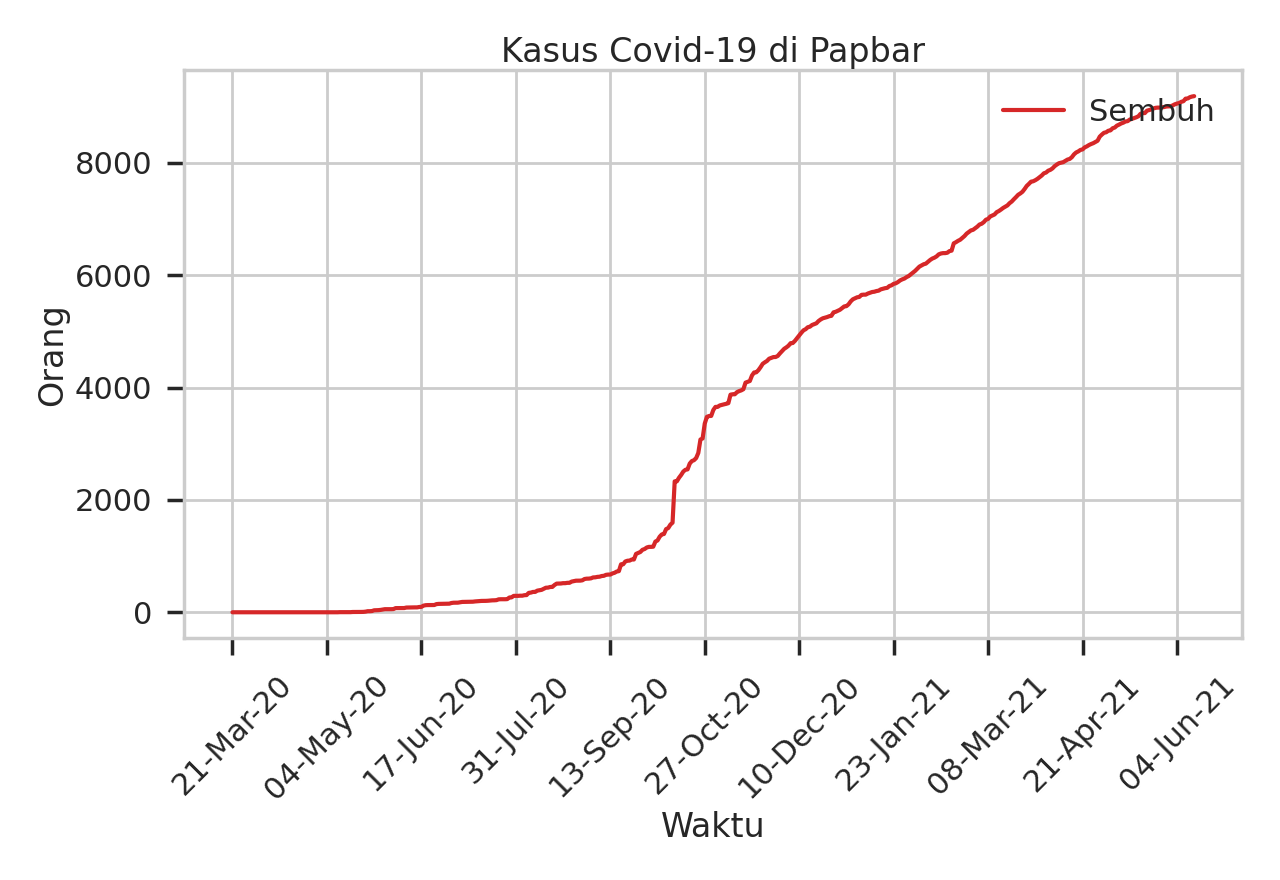 Kasus Covid-19 di Papbar
Sembuh
8000
6000
4000
2000
0
Orang
21-Mar-20
04-May-20
17-Jun-20
31-Jul-20
13-Sep-20
27-Oct-20
10-Dec-20
23-Jan-21
08-Mar-21
21-Apr-21
04-Jun-21
Waktu